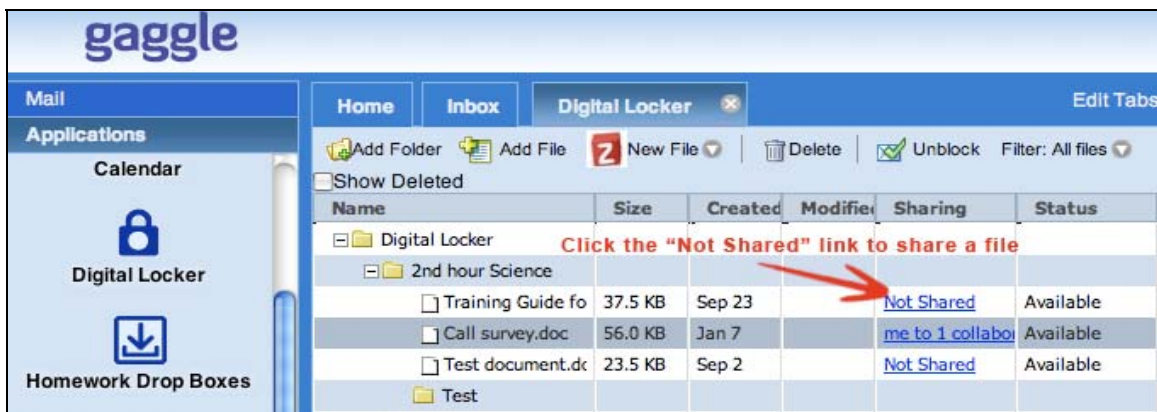 gaggle
Mail
Applications
Calendar
Digital Locker
Homework Drop Boxes
Home Inbox Digital Locker Edit Tabs
Add Folder Add File New File Delete Unblock Filter: All files
Show Deleted
Name Size Created Modified Sharing Status
Digital Locker
Click the “Not Shared” link to share a file
2nd hour Science
Training Guide fo 37.5 KB Sep 23 Not Shared Available
Call survey.doc 56.0 KB Jan 7 me to 1 collabo Available
Test document.dc 23.5 KB Sep 2 Not Shared Available
Test